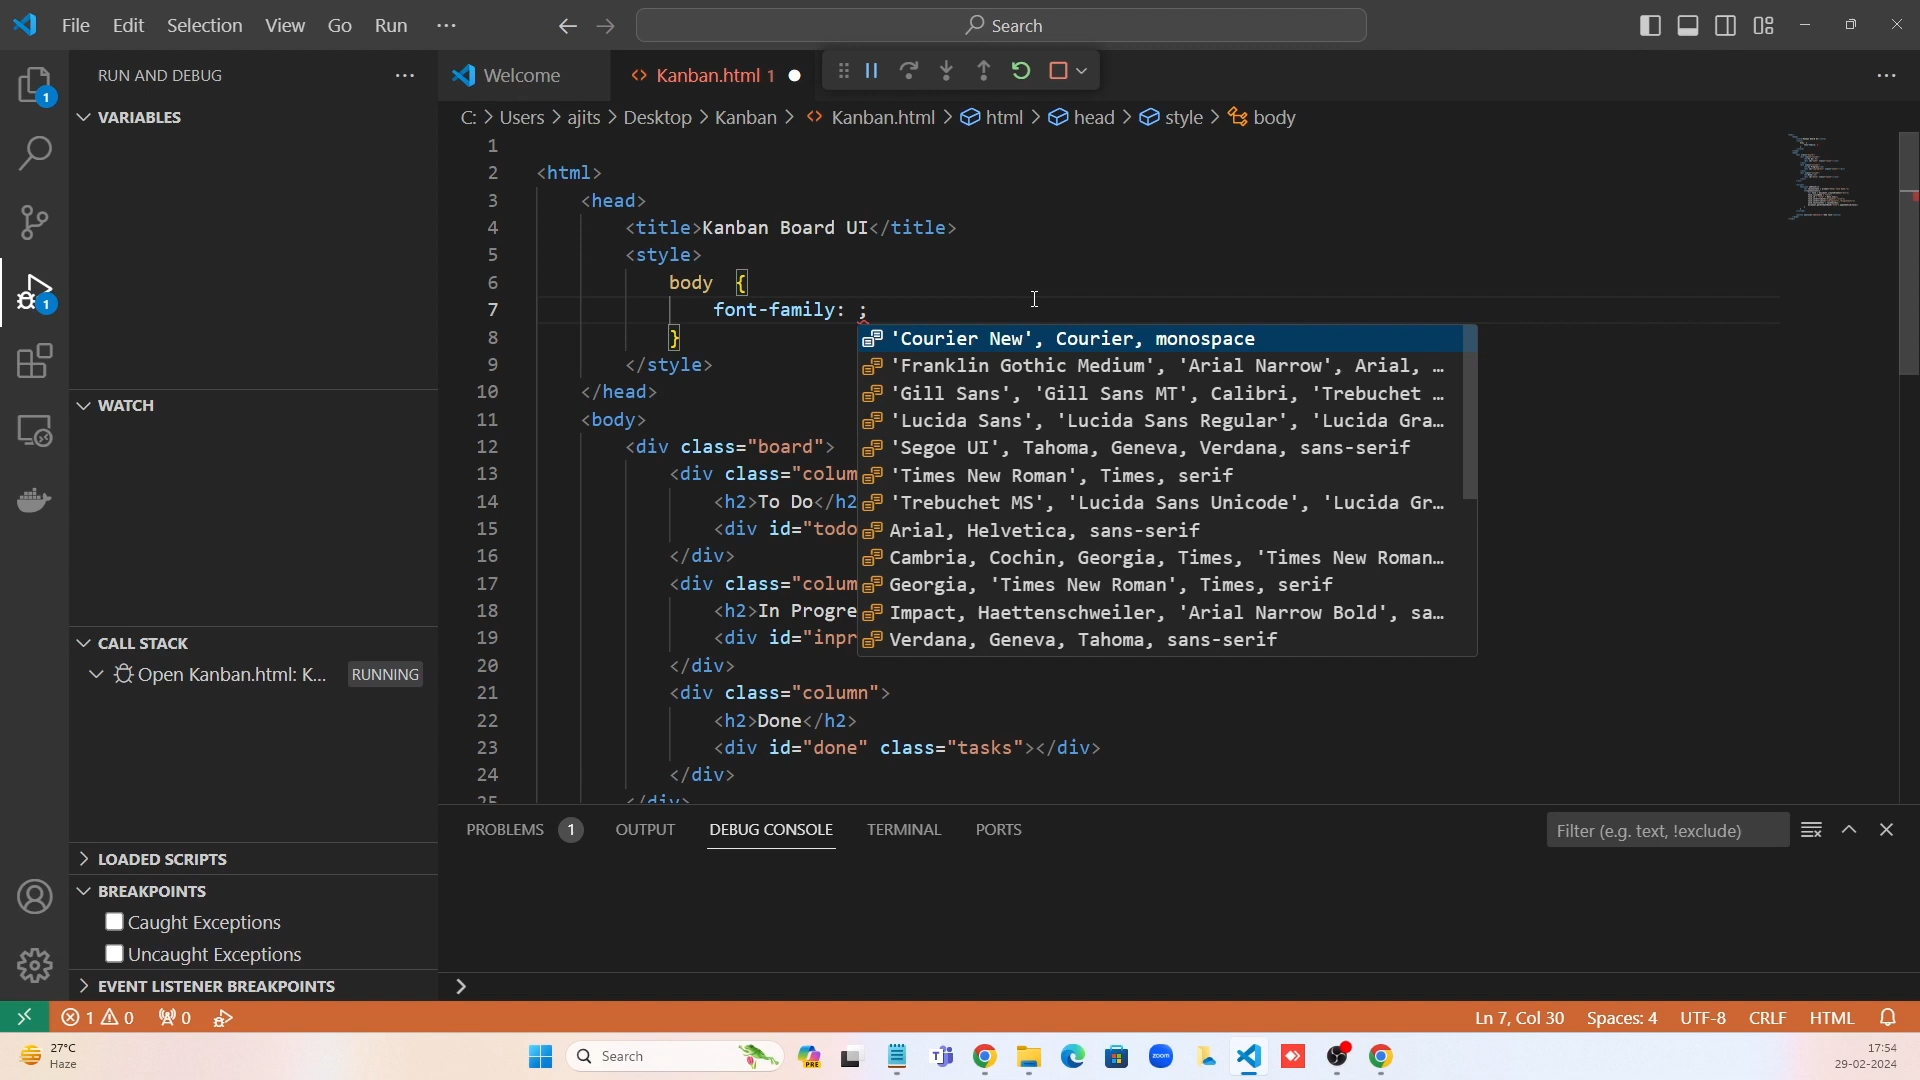 File Edit Selection View Go Run ··· Search
RUN AND DEBUG ···
VARIABLES
WATCH
CALL STACK
Open Kanban.html: K... RUNNING
LOADED SCRIPTS
BREAKPOINTS
Caught Exceptions
Uncaught Exceptions
EVENT LISTENER BREAKPOINTS
Welcome Kanban.html 1
C: > Users > ajits > Desktop > Kanban > Kanban.html > html > head > style > body
1
2 <html>
3 <head>
4 <title>Kanban Board UI</title>
5 <style>
6 body {
7 font-family: ;
8 }
9 </style>
10 </head>
11 <body>
12 <div class="board">
13 <div class="colum
14 <h2>To Do</h2
15 <div id="todo
16 </div>
17 <div class="colum
18 <h2>In Progre
19 <div id="inpr
20 </div>
21 <div class="column">
22 <h2>Done</h2>
23 <div id="done" class="tasks"></div>
24 </div>
25 </div>
'Courier New', Courier, monospace
'Franklin Gothic Medium', 'Arial Narrow', Arial, …
'Gill Sans', 'Gill Sans MT', Calibri, 'Trebuchet …
'Lucida Sans', 'Lucida Sans Regular', 'Lucida Gra…
'Segoe UI', Tahoma, Geneva, Verdana, sans-serif
'Times New Roman', Times, serif
'Trebuchet MS', 'Lucida Sans Unicode', 'Lucida Gr…
Arial, Helvetica, sans-serif
Cambria, Cochin, Georgia, Times, 'Times New Roman…
Georgia, 'Times New Roman', Times, serif
Impact, Haettenschweiler, 'Arial Narrow Bold', sa…
Verdana, Geneva, Tahoma, sans-serif
PROBLEMS 1 OUTPUT DEBUG CONSOLE TERMINAL PORTS Filter (e.g. text, !exclude)
1 0 0 Ln 7, Col 30 Spaces: 4 UTF-8 CRLF HTML
27°C
Haze
Search
PRE
zoom
17:54
29-02-2024